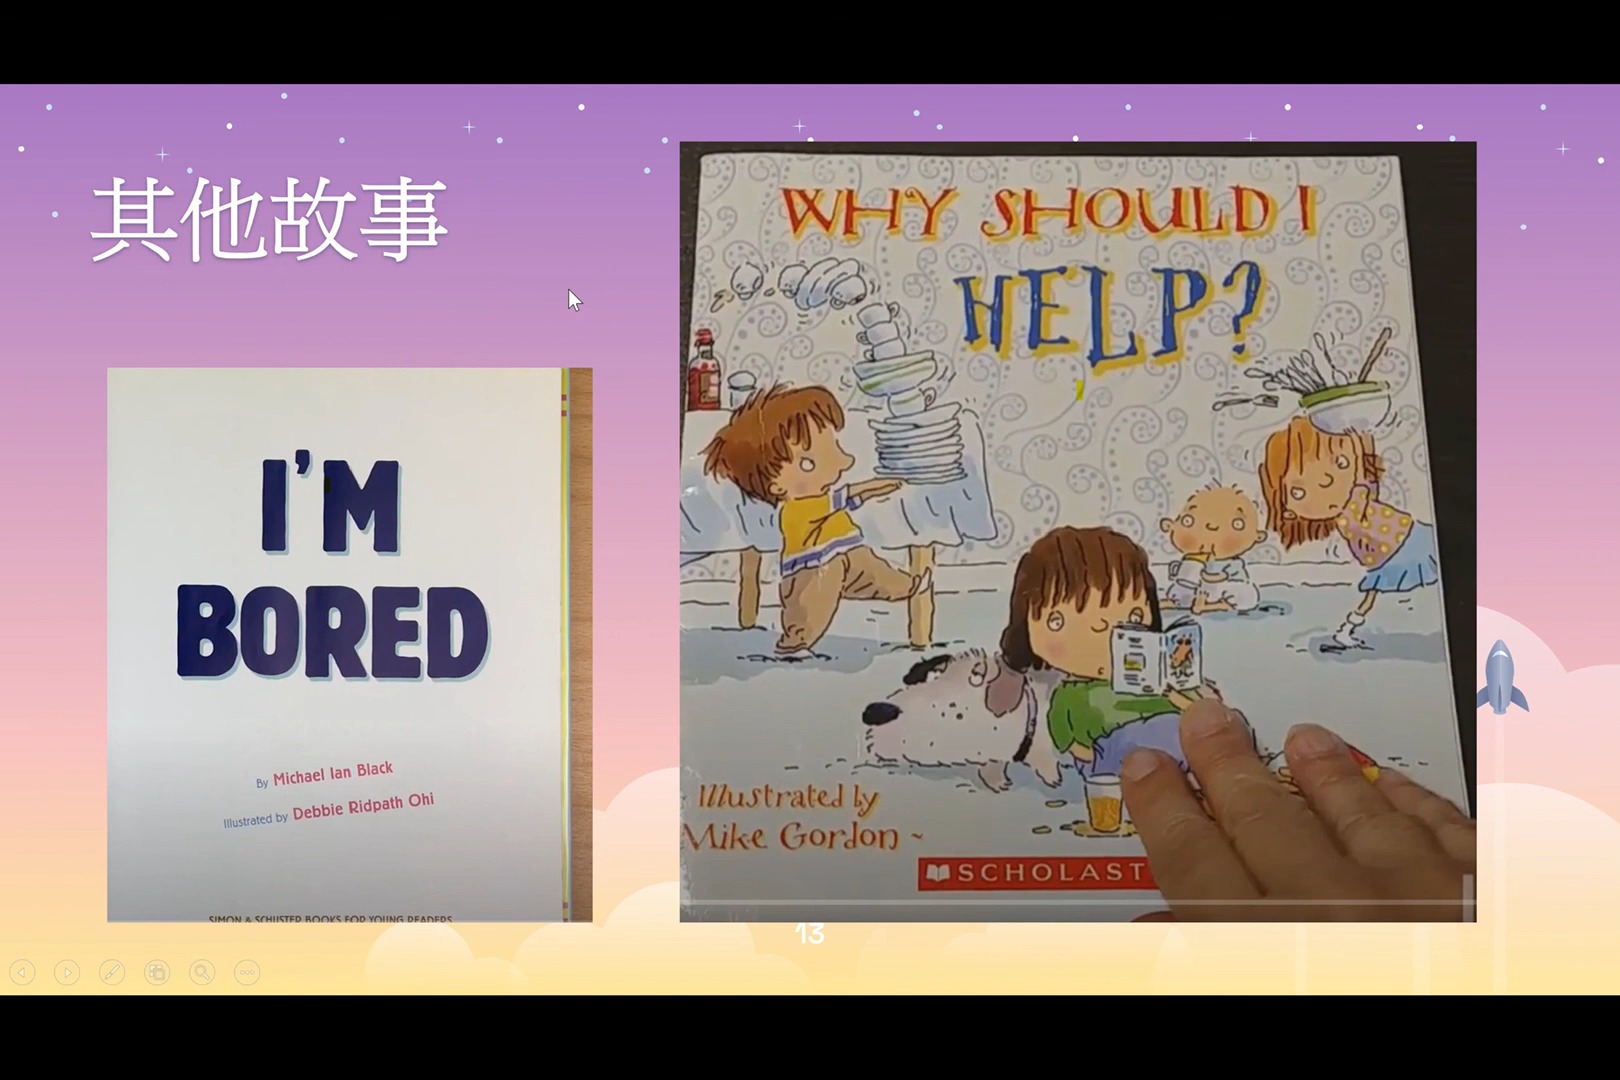 其他故事
I'M
BORED
By Michael Ian Black
Illustrated by Debbie Ridpath Ohi
SIMON & SCHUSTER BOOKS FOR YOUNG READERS
WHY SHOULD I
HELP?
Illustrated by
Mike Gordon ~
SCHOLAST
13